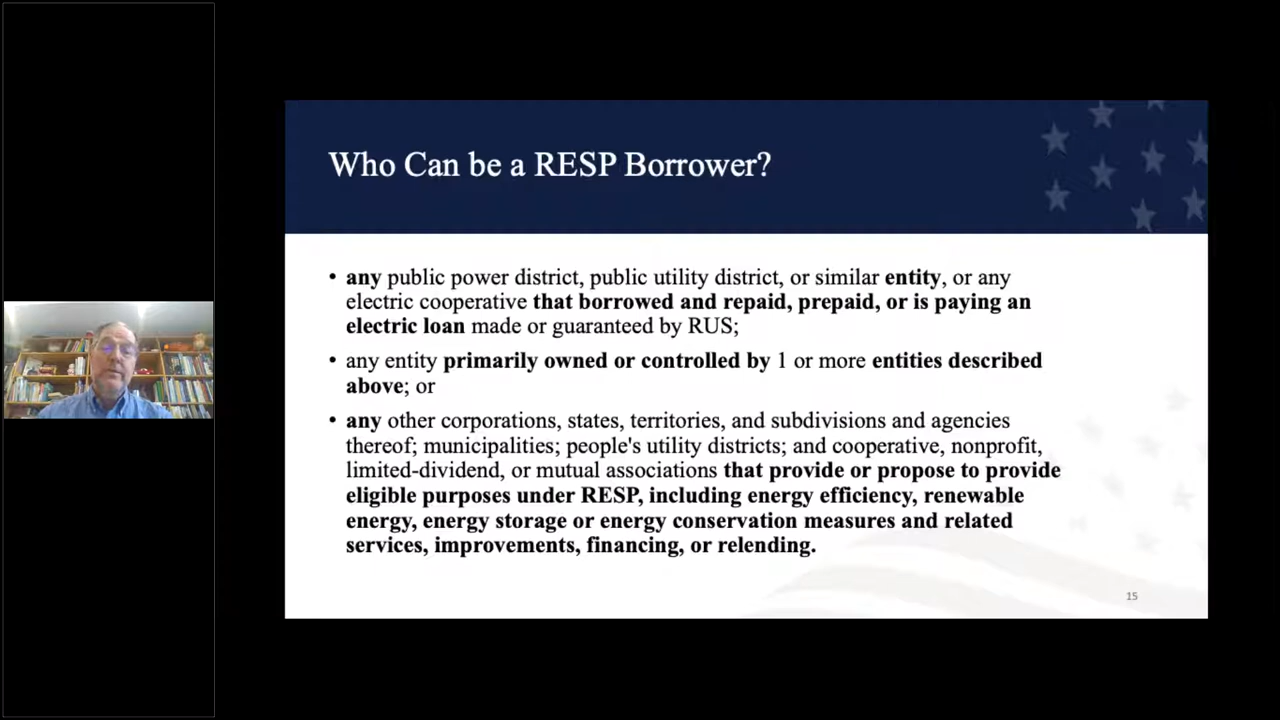 Who Can be a RESP Borrower?
• any public power district, public utility district, or similar entity, or any
electric cooperative that borrowed and repaid, prepaid, or is paying an
electric loan made or guaranteed by RUS;
• any entity primarily owned or controlled by 1 or more entities described
above; or
• any other corporations, states, territories, and subdivisions and agencies
thereof; municipalities; people's utility districts; and cooperative, nonprofit,
limited-dividend, or mutual associations that provide or propose to provide
eligible purposes under RESP, including energy efficiency, renewable
energy, energy storage or energy conservation measures and related
services, improvements, financing, or relending.
15